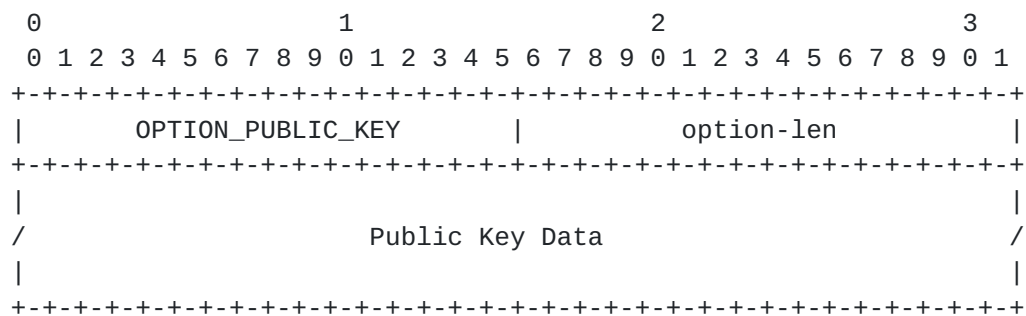 0                   1                   2                   3
 0 1 2 3 4 5 6 7 8 9 0 1 2 3 4 5 6 7 8 9 0 1 2 3 4 5 6 7 8 9 0 1
+-+-+-+-+-+-+-+-+-+-+-+-+-+-+-+-+-+-+-+-+-+-+-+-+-+-+-+-+-+-+-+-+
|       OPTION_PUBLIC_KEY       |          option-len           |
+-+-+-+-+-+-+-+-+-+-+-+-+-+-+-+-+-+-+-+-+-+-+-+-+-+-+-+-+-+-+-+-+
|                                                               |
/                      Public Key Data                          /
|                                                               |
+-+-+-+-+-+-+-+-+-+-+-+-+-+-+-+-+-+-+-+-+-+-+-+-+-+-+-+-+-+-+-+-+